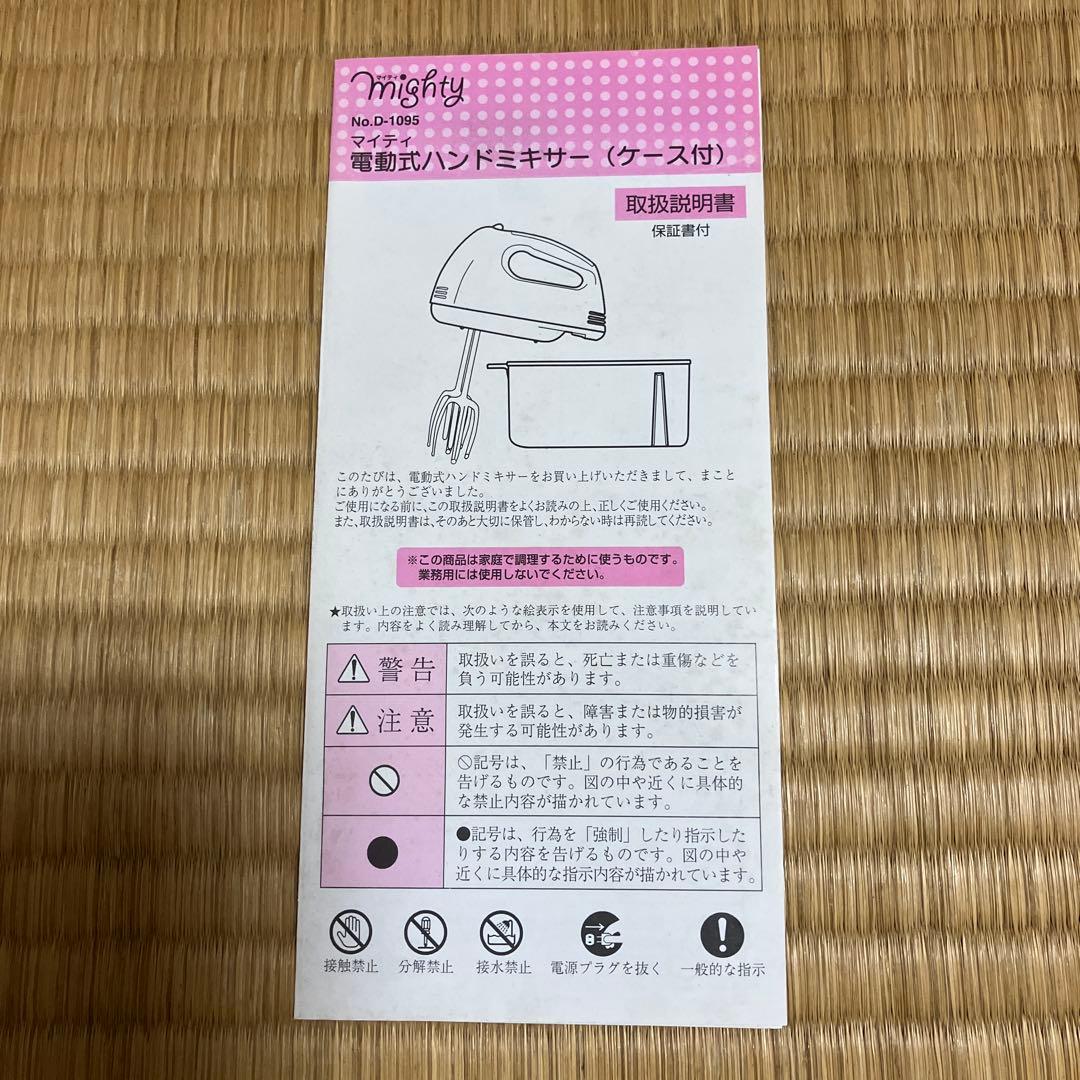 マイティ
mighty
No.D-1095
マイティ
電動式ハンドミキサー（ケース付）
取扱説明書
保証書付
このたびは、電動式ハンドミキサーをお買い上げいただきまして、まこと
にありがとうございました。
ご使用になる前に、この取扱説明書をよくお読みの上、正しくご使用ください。
また、取扱説明書は、そのあと大切に保管し、わからない時は再読してください。
※この商品は家庭で調理するために使うものです。
業務用には使用しないでください。
★取扱い上の注意では、次のような絵表示を使用して、注意事項を説明してい
ます。内容をよく読み理解してから、本文をお読みください。
警告
取扱いを誤ると、死亡または重傷などを
負う可能性があります。
注意
取扱いを誤ると、障害または物的損害が
発生する可能性があります。
⃠記号は、「禁止」の行為であることを
告げるものです。図の中や近くに具体的
な禁止内容が描かれています。
●記号は、行為を「強制」したり指示した
りする内容を告げるものです。図の中や
近くに具体的な指示内容が描かれています。
接触禁止
分解禁止
接水禁止
電源プラグを抜く
一般的な指示